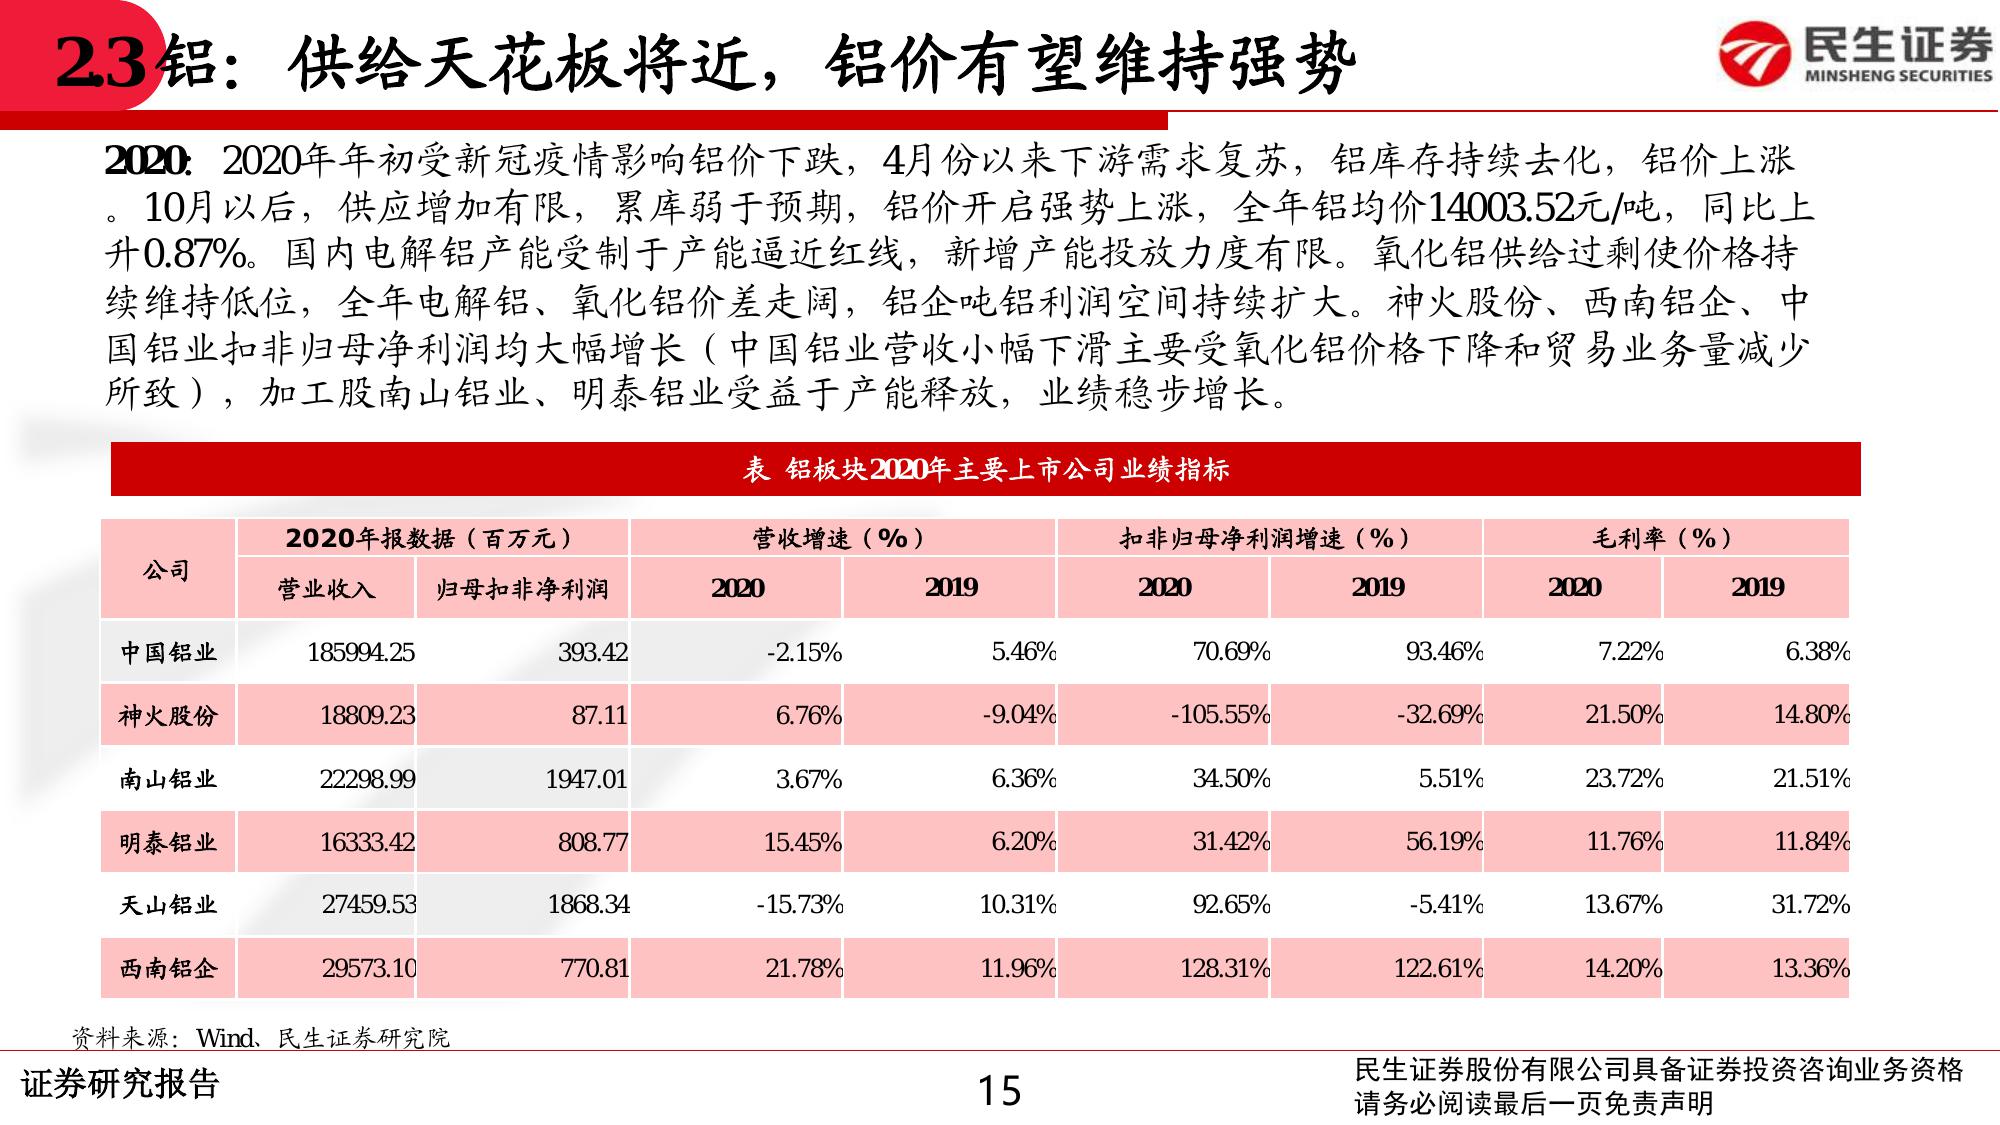 2.3 铝：供给天花板将近，铝价有望维持强势
民生证券
MINSHENG SECURITIES
2020：2020年年初受新冠疫情影响铝价下跌，4月份以来下游需求复苏，铝库存持续去化，铝价上涨
。10月以后，供应增加有限，累库弱于预期，铝价开启强势上涨，全年铝均价14003.52元/吨，同比上
升0.87%。国内电解铝产能受制于产能逼近红线，新增产能投放力度有限。氧化铝供给过剩使价格持
续维持低位，全年电解铝、氧化铝价差走阔，铝企吨铝利润空间持续扩大。神火股份、西南铝企、中
国铝业扣非归母净利润均大幅增长（中国铝业营收小幅下滑主要受氧化铝价格下降和贸易业务量减少
所致），加工股南山铝业、明泰铝业受益于产能释放，业绩稳步增长。
表 铝板块2020年主要上市公司业绩指标
公司 2020年报数据（百万元） 营收增速（%） 扣非归母净利润增速（%） 毛利率（%）
营业收入 归母扣非净利润 2020 2019 2020 2019 2020 2019
中国铝业 185994.25 393.42 -2.15% 5.46% 70.69% 93.46% 7.22% 6.38%
神火股份 18809.23 87.11 6.76% -9.04% -105.55% -32.69% 21.50% 14.80%
南山铝业 22298.99 1947.01 3.67% 6.36% 34.50% 5.51% 23.72% 21.51%
明泰铝业 16333.42 808.77 15.45% 6.20% 31.42% 56.19% 11.76% 11.84%
天山铝业 27459.53 1868.34 -15.73% 10.31% 92.65% -5.41% 13.67% 31.72%
西南铝企 29573.10 770.81 21.78% 11.96% 128.31% 122.61% 14.20% 13.36%
资料来源：Wind、民生证券研究院
证券研究报告
15
民生证券股份有限公司具备证券投资咨询业务资格
请务必阅读最后一页免责声明